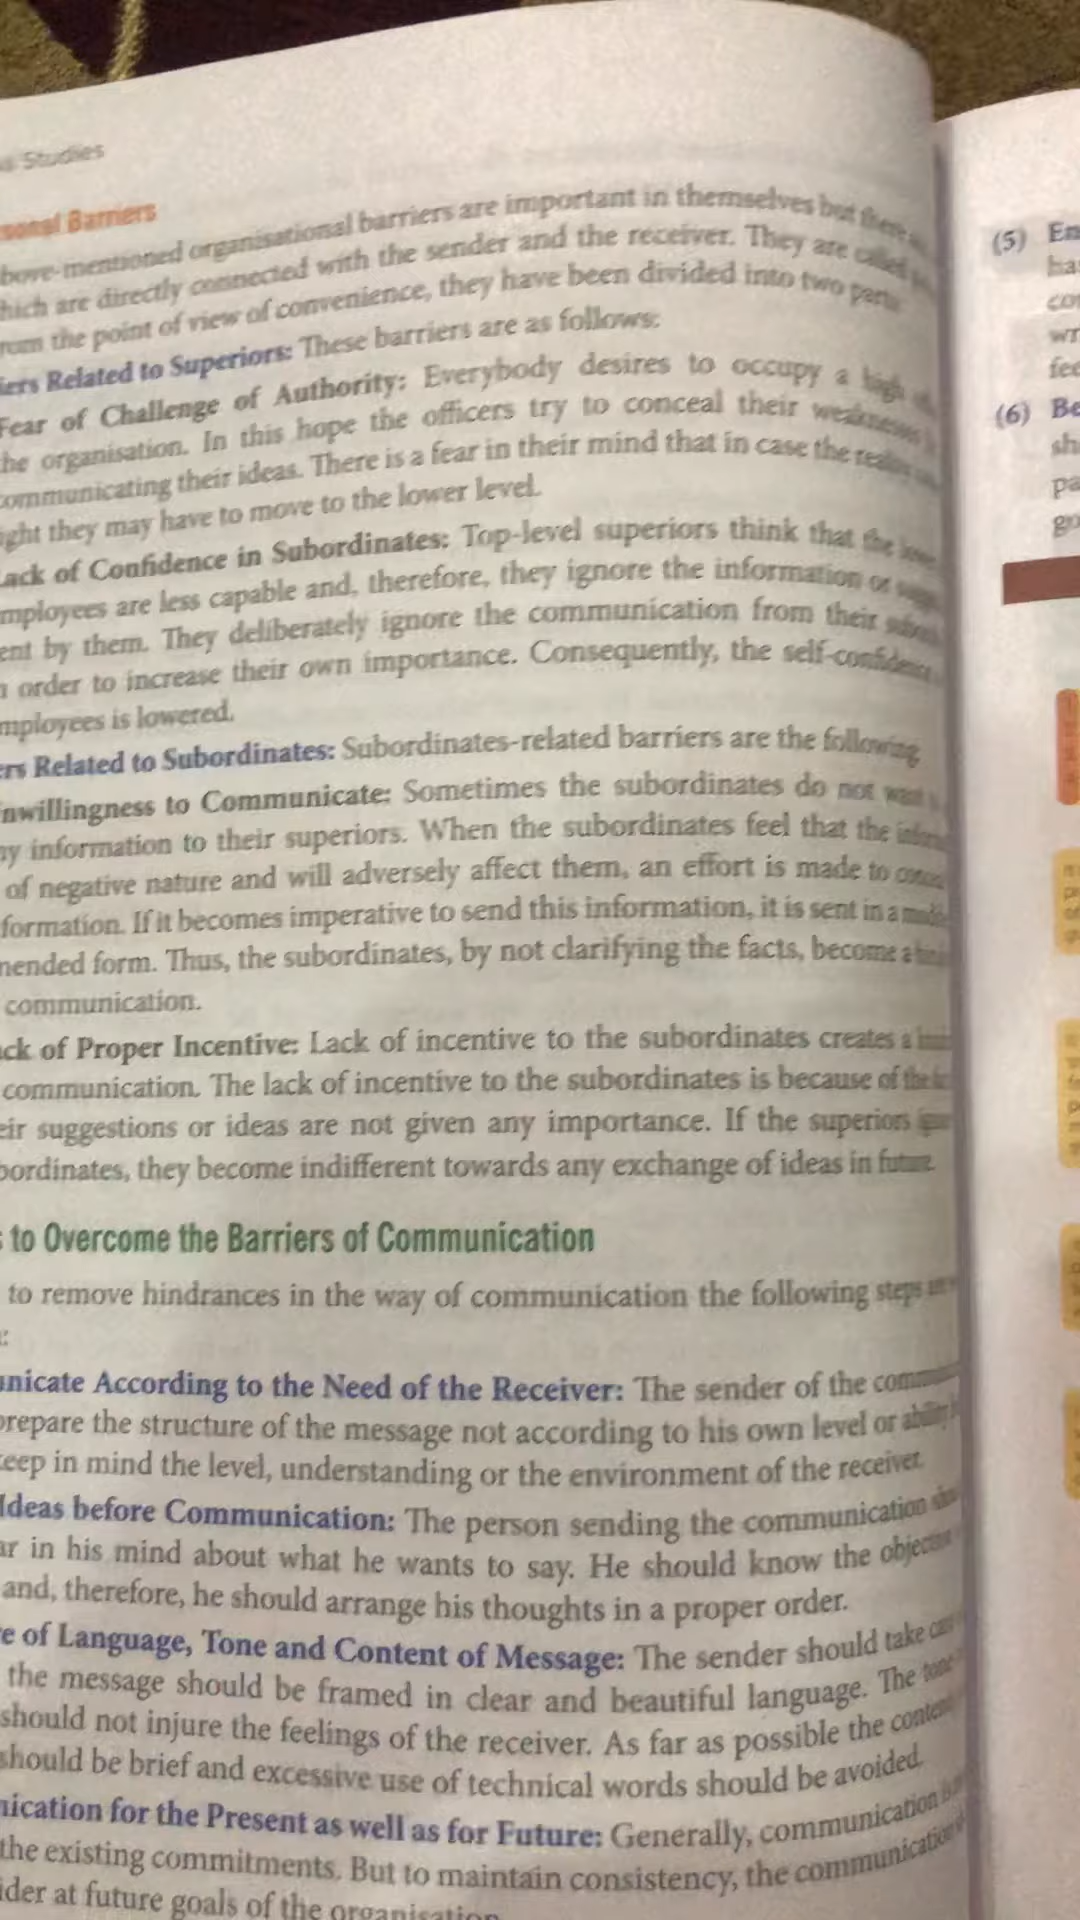 Studies
sonal Barriers
bove-mentioned organisational barriers are important in themselves but there
hich are directly connected with the sender and the receiver. They are called
rom the point of view of convenience, they have been divided into two parts
iers Related to Superiors: These barriers are as follows:
Fear of Challenge of Authority: Everybody desires to occupy a high
he organisation. In this hope the officers try to conceal their weaknesses
communicating their ideas. There is a fear in their mind that in case the
ight they may have to move to the lower level.
Lack of Confidence in Subordinates: Top-level superiors think that the
mployees are less capable and, therefore, they ignore the information or
ent by them. They deliberately ignore the communication from their
n order to increase their own importance. Consequently, the self-confidence
mployees is lowered.
ers Related to Subordinates: Subordinates-related barriers are the following
nwillingness to Communicate: Sometimes the subordinates do not want
ny information to their superiors. When the subordinates feel that the
of negative nature and will adversely affect them, an effort is made to
formation. If it becomes imperative to send this information, it is sent in a
mended form. Thus, the subordinates, by not clarifying the facts, become a
communication.
ack of Proper Incentive: Lack of incentive to the subordinates creates a
communication. The lack of incentive to the subordinates is because of the
eir suggestions or ideas are not given any importance. If the superiors
bordinates, they become indifferent towards any exchange of ideas in future.
s to Overcome the Barriers of Communication
to remove hindrances in the way of communication the following steps
:
unicate According to the Need of the Receiver: The sender of the
prepare the structure of the message not according to his own level or ability
keep in mind the level, understanding or the environment of the receiver.
Ideas before Communication: The person sending the communication
ar in his mind about what he wants to say. He should know the
and, therefore, he should arrange his thoughts in a proper order.
e of Language, Tone and Content of Message: The sender should take
the message should be framed in clear and beautiful language. The tone
should not injure the feelings of the receiver. As far as possible the
should be brief and excessive use of technical words should be avoided.
nication for the Present as well as for Future: Generally, communication is
the existing commitments. But to maintain consistency, the communication
ider at future goals of the organisation
(5) En
ha
co
wr
fee
(6) Be
sh
pa
go